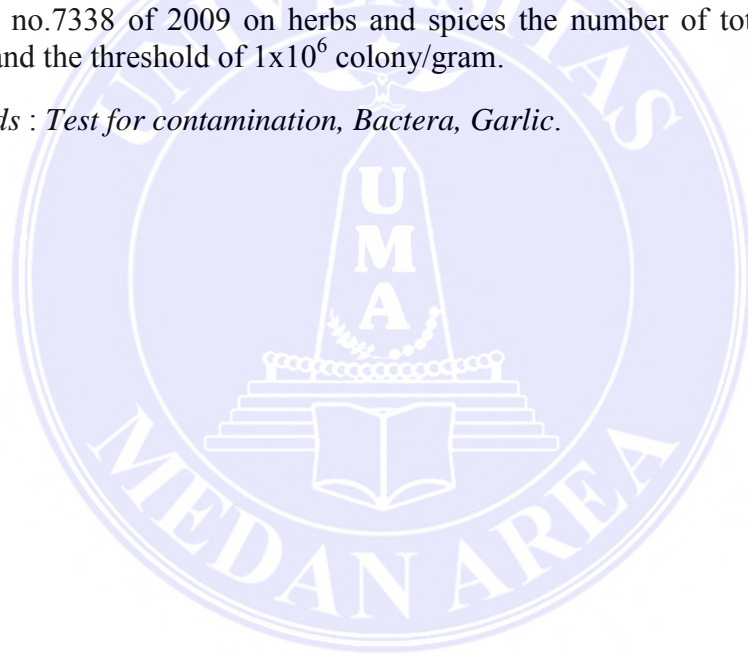 no.7338 of 2009 on herbs and spices the number of tot
and the threshold of 1x10⁶ colony/gram.
ds : Test for contamination, Bactera, Garlic.
UNIVERSITAS
U
M
A
MEDAN AREA